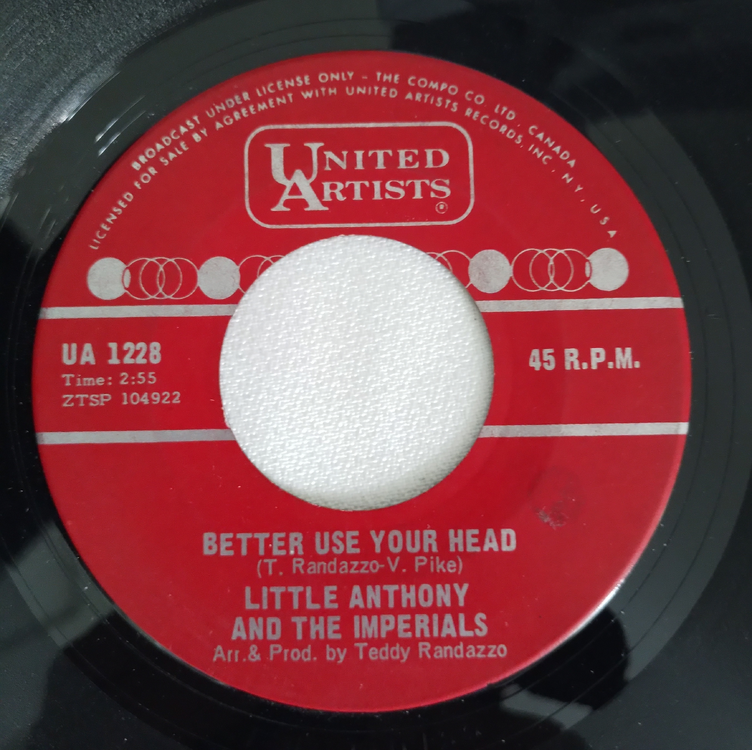 BROADCAST UNDER LICENSE ONLY - THE COMPO CO. LTD. CANADA
LICENSED FOR SALE BY AGREEMENT WITH UNITED ARTISTS RECORDS, INC. N.Y. USA
UNITED
ARTISTS
®
UA 1228
Time: 2:55
ZTSP 104922
45 R.P.M.
BETTER USE YOUR HEAD
(T. Randazzo-V. Pike)
LITTLE ANTHONY
AND THE IMPERIALS
Arr.& Prod. by Teddy Randazzo